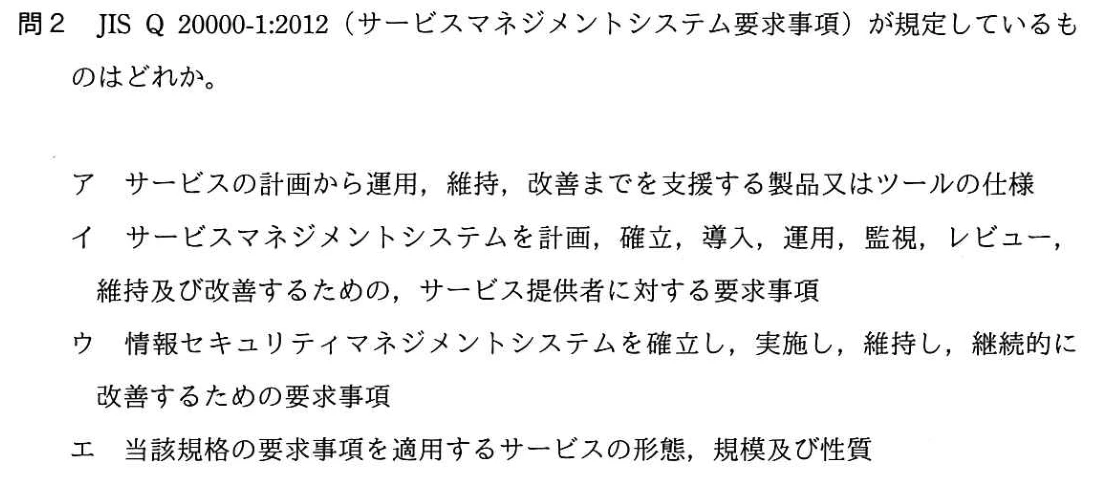 問2 JIS Q 20000-1:2012(サービスマネジメントシステム要求事項)が規定しているも
のはどれか。
ア サービスの計画から運用,維持,改善までを支援する製品又はツールの仕様
イ サービスマネジメントシステムを計画,確立,導入,運用,監視,レビュー,
維持及び改善するための,サービス提供者に対する要求事項
ウ 情報セキュリティマネジメントシステムを確立し,実施し,維持し,継続的に
改善するための要求事項
エ 当該規格の要求事項を適用するサービスの形態,規模及び性質